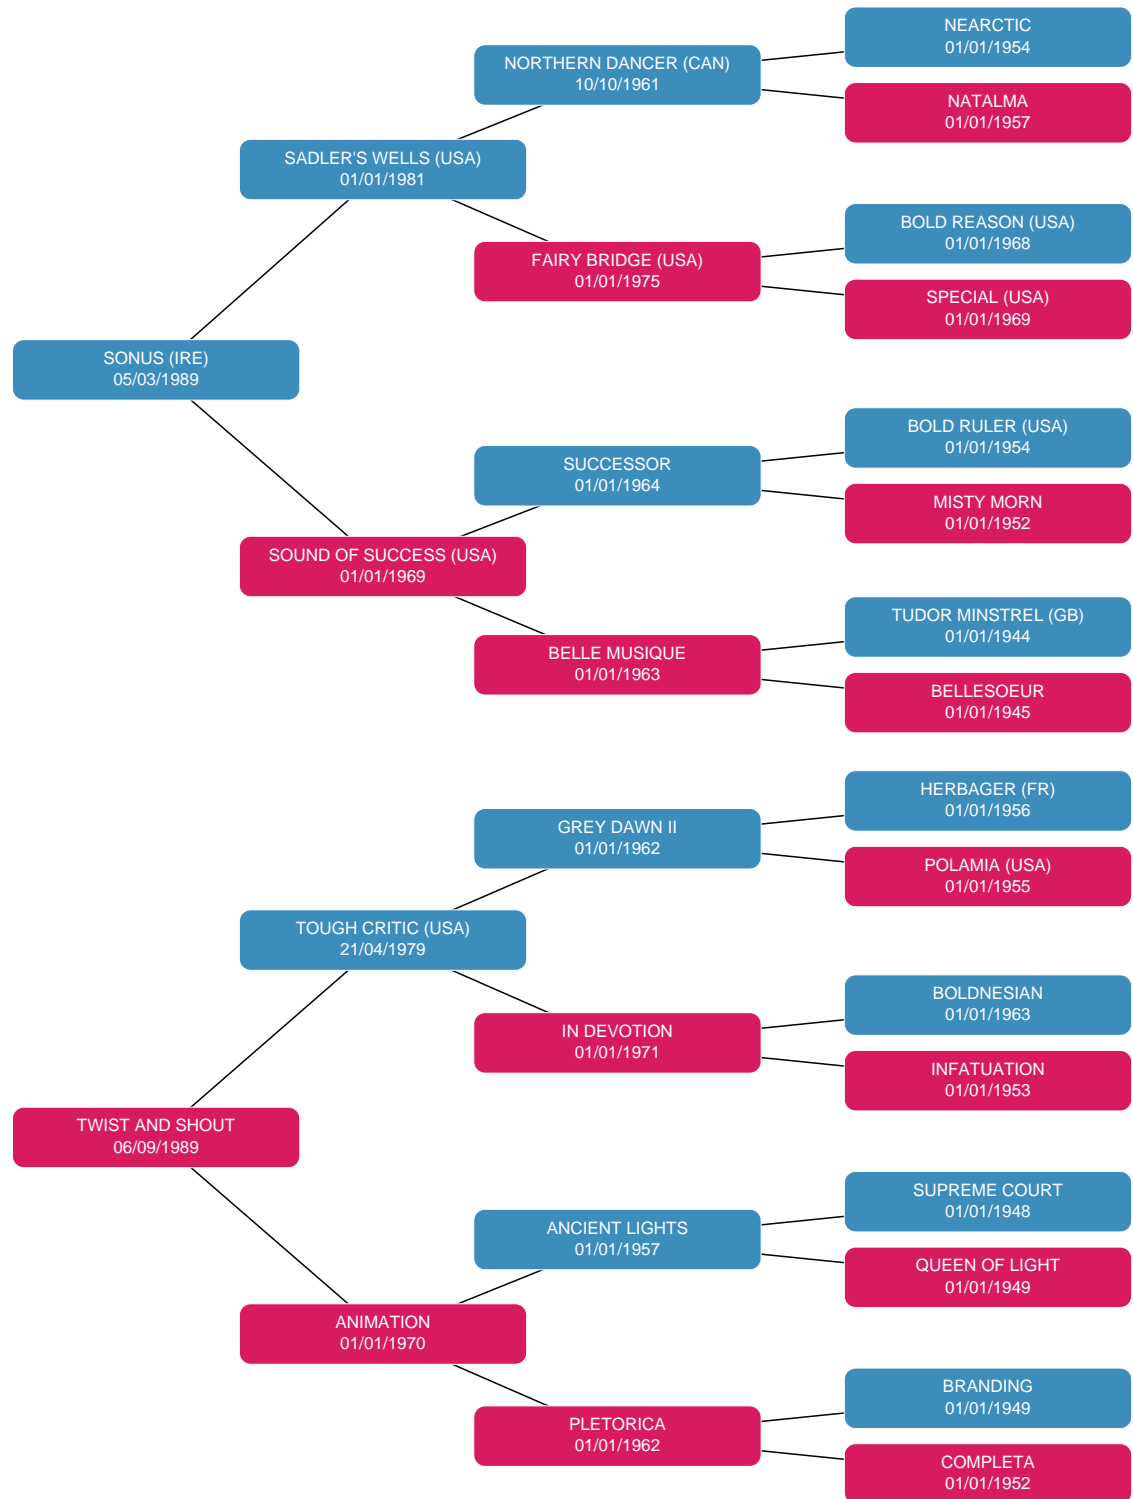 NEARCTIC
01/01/1954
NORTHERN DANCER (CAN)
10/10/1961
NATALMA
01/01/1957
SADLER'S WELLS (USA)
01/01/1981
BOLD REASON (USA)
01/01/1968
FAIRY BRIDGE (USA)
01/01/1975
SPECIAL (USA)
01/01/1969
SONUS (IRE)
05/03/1989
BOLD RULER (USA)
01/01/1954
SUCCESSOR
01/01/1964
MISTY MORN
01/01/1952
SOUND OF SUCCESS (USA)
01/01/1969
TUDOR MINSTREL (GB)
01/01/1944
BELLE MUSIQUE
01/01/1963
BELLESOEUR
01/01/1945
HERBAGER (FR)
01/01/1956
GREY DAWN II
01/01/1962
POLAMIA (USA)
01/01/1955
TOUGH CRITIC (USA)
21/04/1979
BOLDNESIAN
01/01/1963
IN DEVOTION
01/01/1971
INFATUATION
01/01/1953
TWIST AND SHOUT
06/09/1989
SUPREME COURT
01/01/1948
ANCIENT LIGHTS
01/01/1957
QUEEN OF LIGHT
01/01/1949
ANIMATION
01/01/1970
BRANDING
01/01/1949
PLETORICA
01/01/1962
COMPLETA
01/01/1952